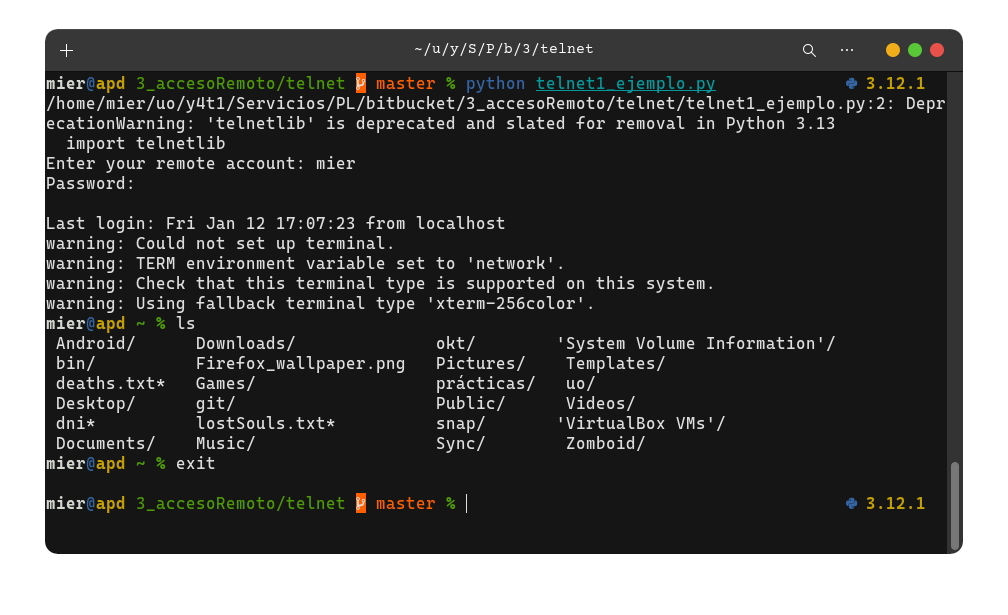 ~/u/y/S/P/b/3/telnet
mier@apd 3_accesoRemoto/telnet master % python telnet1_ejemplo.py 3.12.1
/home/mier/uo/y4t1/Servicios/PL/bitbucket/3_accesoRemoto/telnet/telnet1_ejemplo.py:2: Depr
ecationWarning: 'telnetlib' is deprecated and slated for removal in Python 3.13
  import telnetlib
Enter your remote account: mier
Password:
Last login: Fri Jan 12 17:07:23 from localhost
warning: Could not set up terminal.
warning: TERM environment variable set to 'network'.
warning: Check that this terminal type is supported on this system.
warning: Using fallback terminal type 'xterm-256color'.
mier@apd ~ % ls
 Android/      Downloads/              okt/        'System Volume Information'/
 bin/          Firefox_wallpaper.png   Pictures/    Templates/
 deaths.txt*   Games/                  prácticas/   uo/
 Desktop/      git/                    Public/      Videos/
 dni*          lostSouls.txt*          snap/       'VirtualBox VMs'/
 Documents/    Music/                  Sync/        Zomboid/
mier@apd ~ % exit
mier@apd 3_accesoRemoto/telnet master % 3.12.1